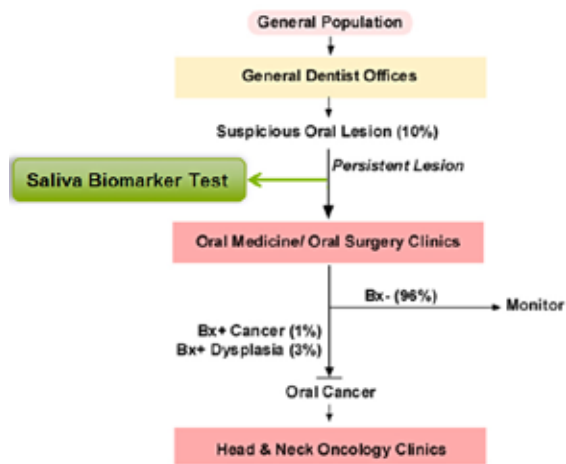 General Population
General Dentist Offices
Suspicious Oral Lesion (10%)
Persistent Lesion
Saliva Biomarker Test
Oral Medicine/ Oral Surgery Clinics
Bx- (96%)
Monitor
Bx+ Cancer (1%)
Bx+ Dysplasia (3%)
Oral Cancer
Head & Neck Oncology Clinics